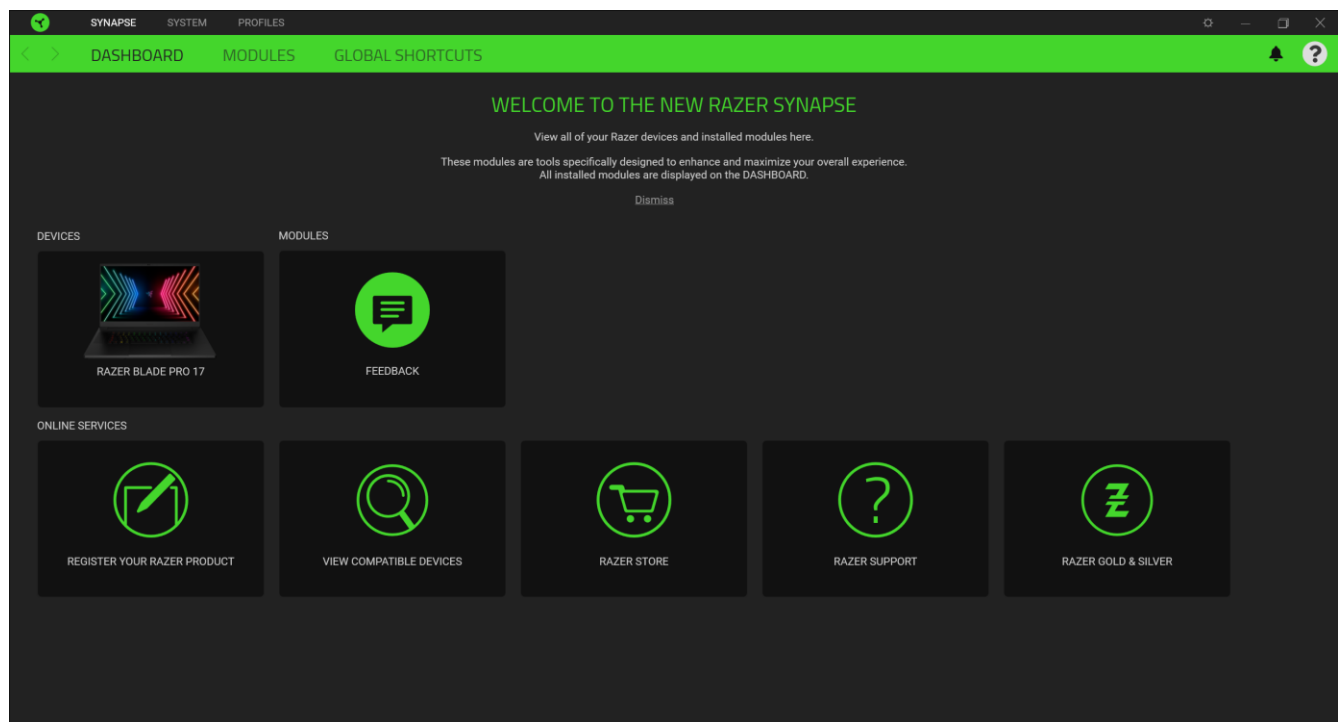 SYNAPSE SYSTEM PROFILES
DASHBOARD MODULES GLOBAL SHORTCUTS
WELCOME TO THE NEW RAZER SYNAPSE
View all of your Razer devices and installed modules here.
These modules are tools specifically designed to enhance and maximize your overall experience.
All installed modules are displayed on the DASHBOARD.
Dismiss
DEVICES MODULES
RAZER BLADE PRO 17 FEEDBACK
ONLINE SERVICES
REGISTER YOUR RAZER PRODUCT VIEW COMPATIBLE DEVICES RAZER STORE RAZER SUPPORT RAZER GOLD & SILVER